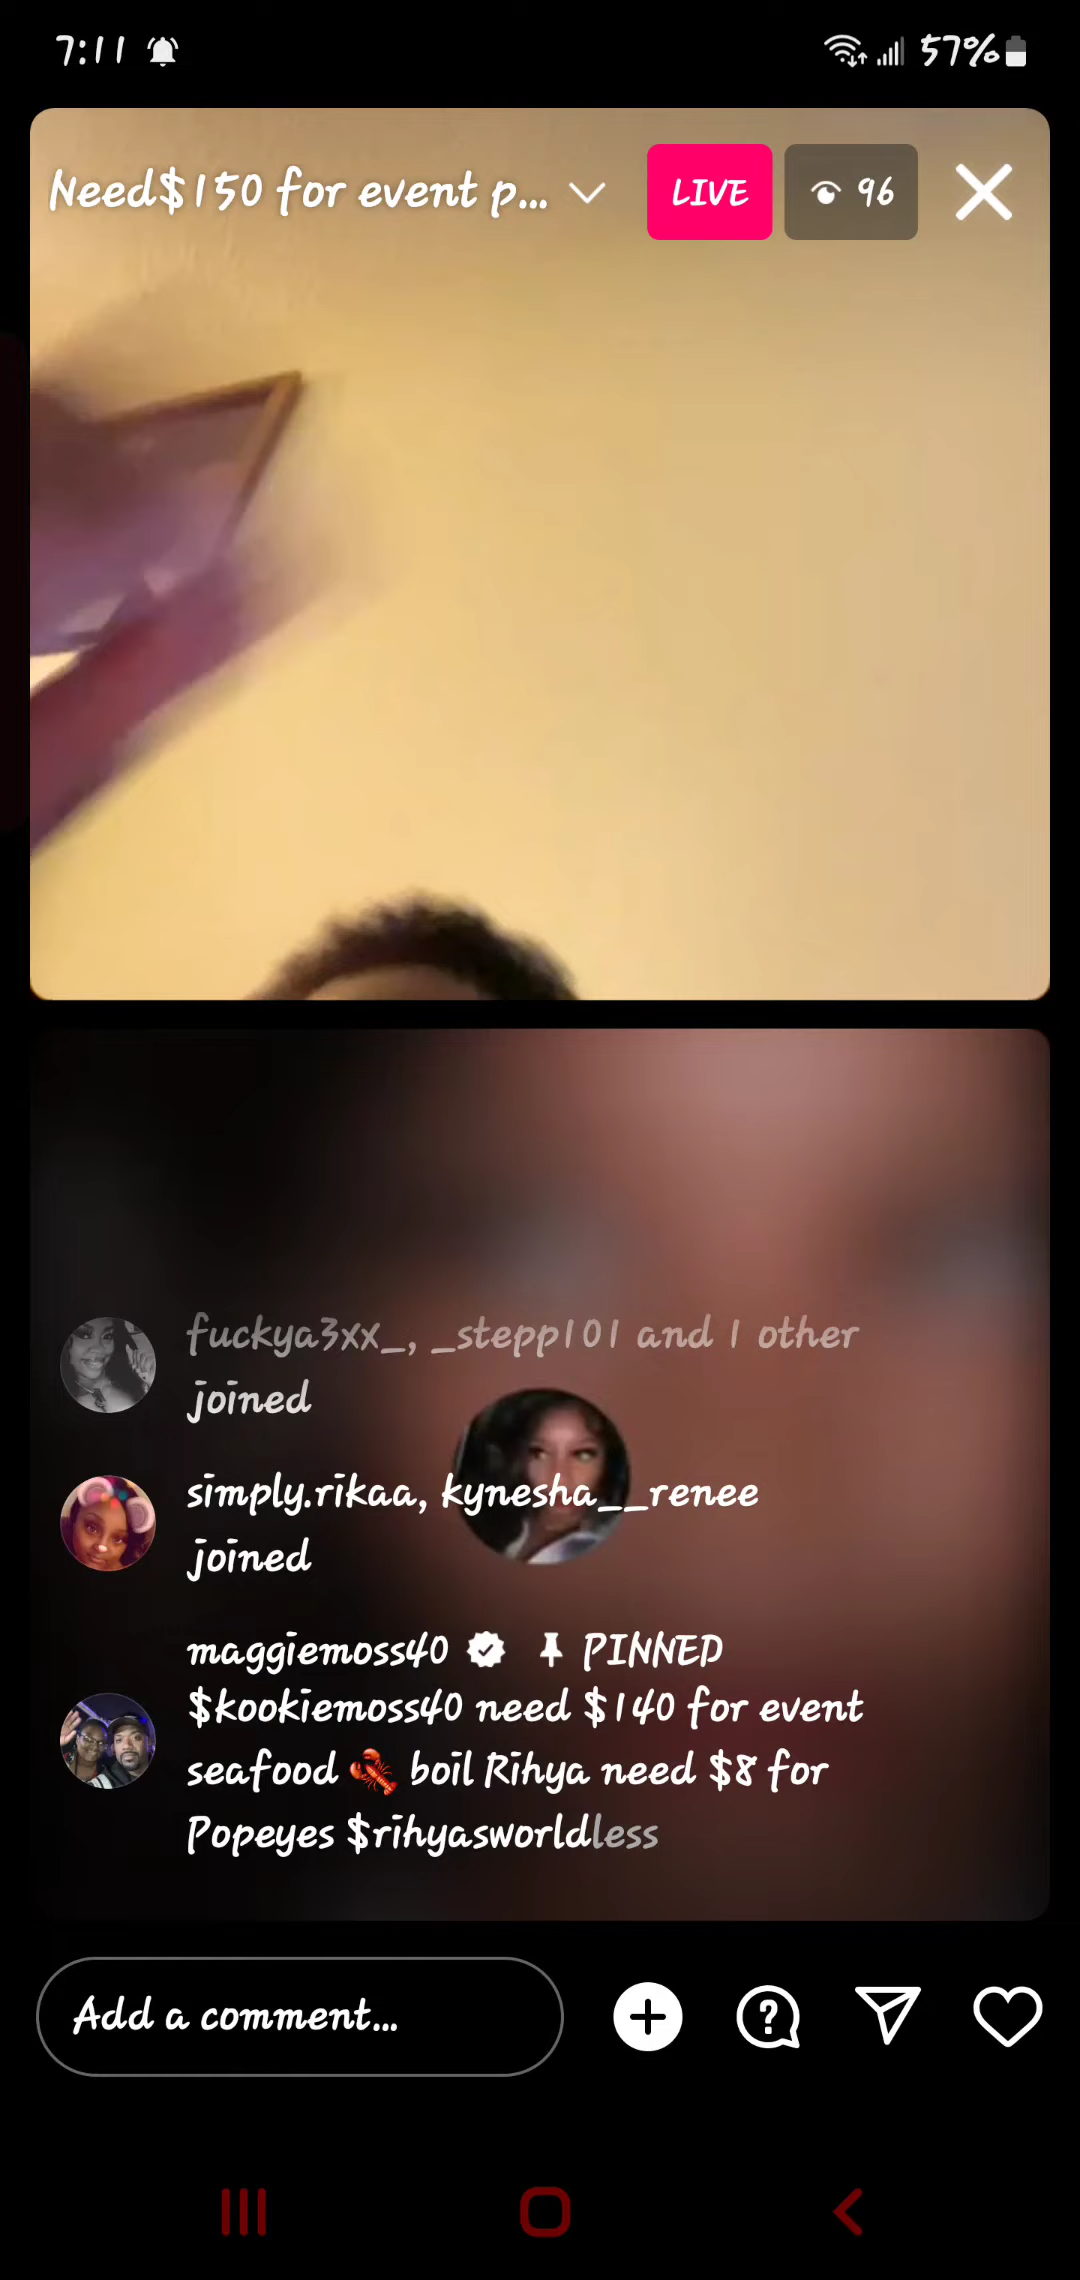 7:11 57%
Need$150 for event p... LIVE 96
fuckya3xx_, _stepp101 and 1 other
joined
simply.rikaa, kynesha__renee
joined
maggiemoss40 PINNED
$kookiemoss40 need $140 for event
seafood 🦞 boil Rihya need $8 for
Popeyes $rihyasworldless
Add a comment...